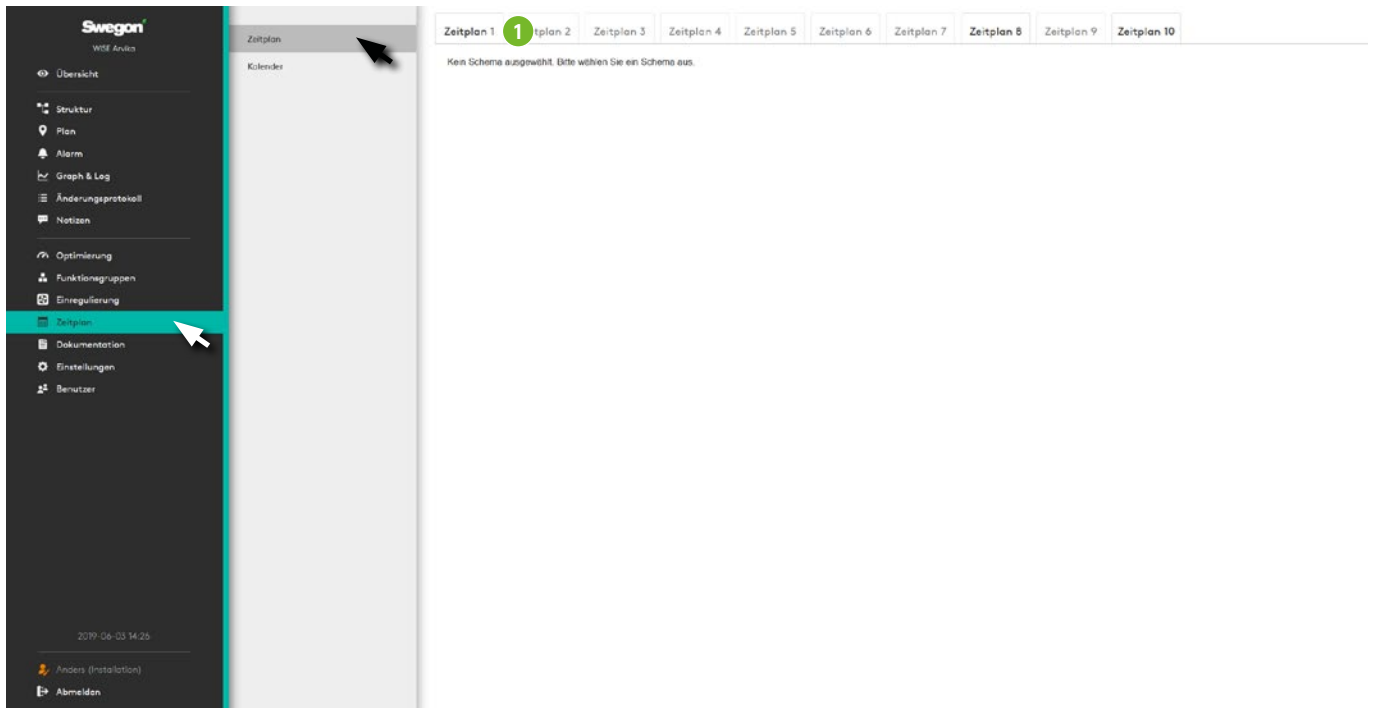 Swegon
WISE Arvika
Übersicht
Struktur
Plan
Alarm
Graph & Log
Änderungsprotokoll
Notizen
Optimierung
Funktionsgruppen
Einregulierung
Zeitplan
Dokumentation
Einstellungen
Benutzer
2019-06-03 14:26
Anders (Installation)
Abmelden
Zeitplan
Kalender
Zeitplan 1 1 tplan 2 Zeitplan 3 Zeitplan 4 Zeitplan 5 Zeitplan 6 Zeitplan 7 Zeitplan 8 Zeitplan 9 Zeitplan 10
Kein Schema ausgewählt. Bitte wählen Sie ein Schema aus.